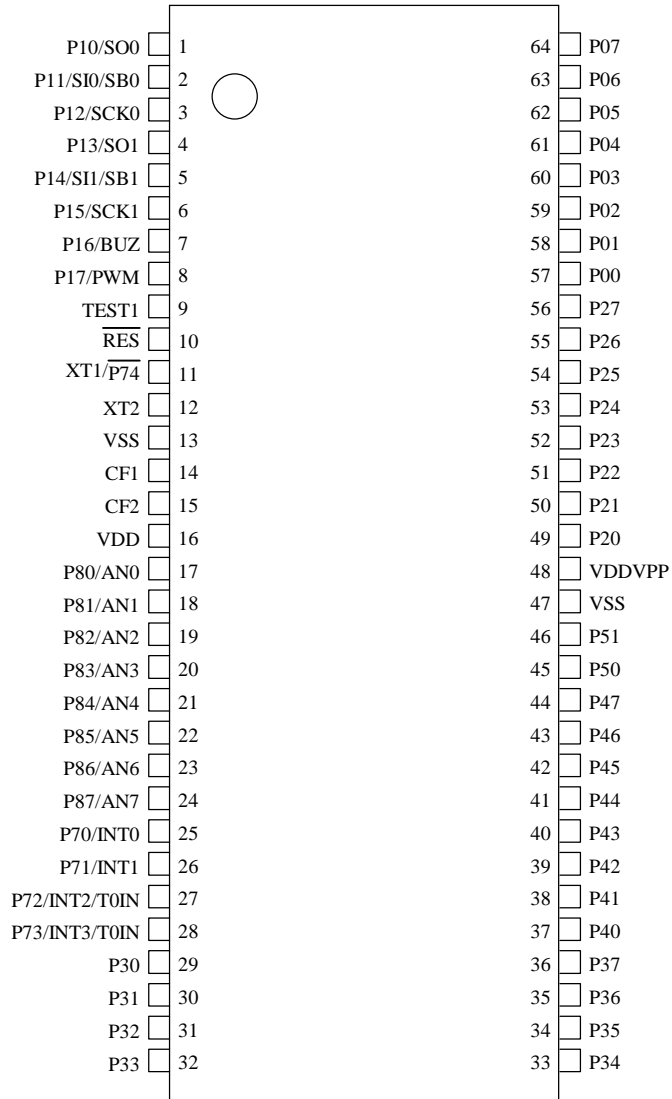 P10/SO0 1 64 P07
P11/SI0/SB0 2 63 P06
P12/SCK0 3 62 P05
P13/SO1 4 61 P04
P14/SI1/SB1 5 60 P03
P15/SCK1 6 59 P02
P16/BUZ 7 58 P01
P17/PWM 8 57 P00
TEST1 9 56 P27
RES 10 55 P26
XT1/P74 11 54 P25
XT2 12 53 P24
VSS 13 52 P23
CF1 14 51 P22
CF2 15 50 P21
VDD 16 49 P20
P80/AN0 17 48 VDDVPP
P81/AN1 18 47 VSS
P82/AN2 19 46 P51
P83/AN3 20 45 P50
P84/AN4 21 44 P47
P85/AN5 22 43 P46
P86/AN6 23 42 P45
P87/AN7 24 41 P44
P70/INT0 25 40 P43
P71/INT1 26 39 P42
P72/INT2/T0IN 27 38 P41
P73/INT3/T0IN 28 37 P40
P30 29 36 P37
P31 30 35 P36
P32 31 34 P35
P33 32 33 P34